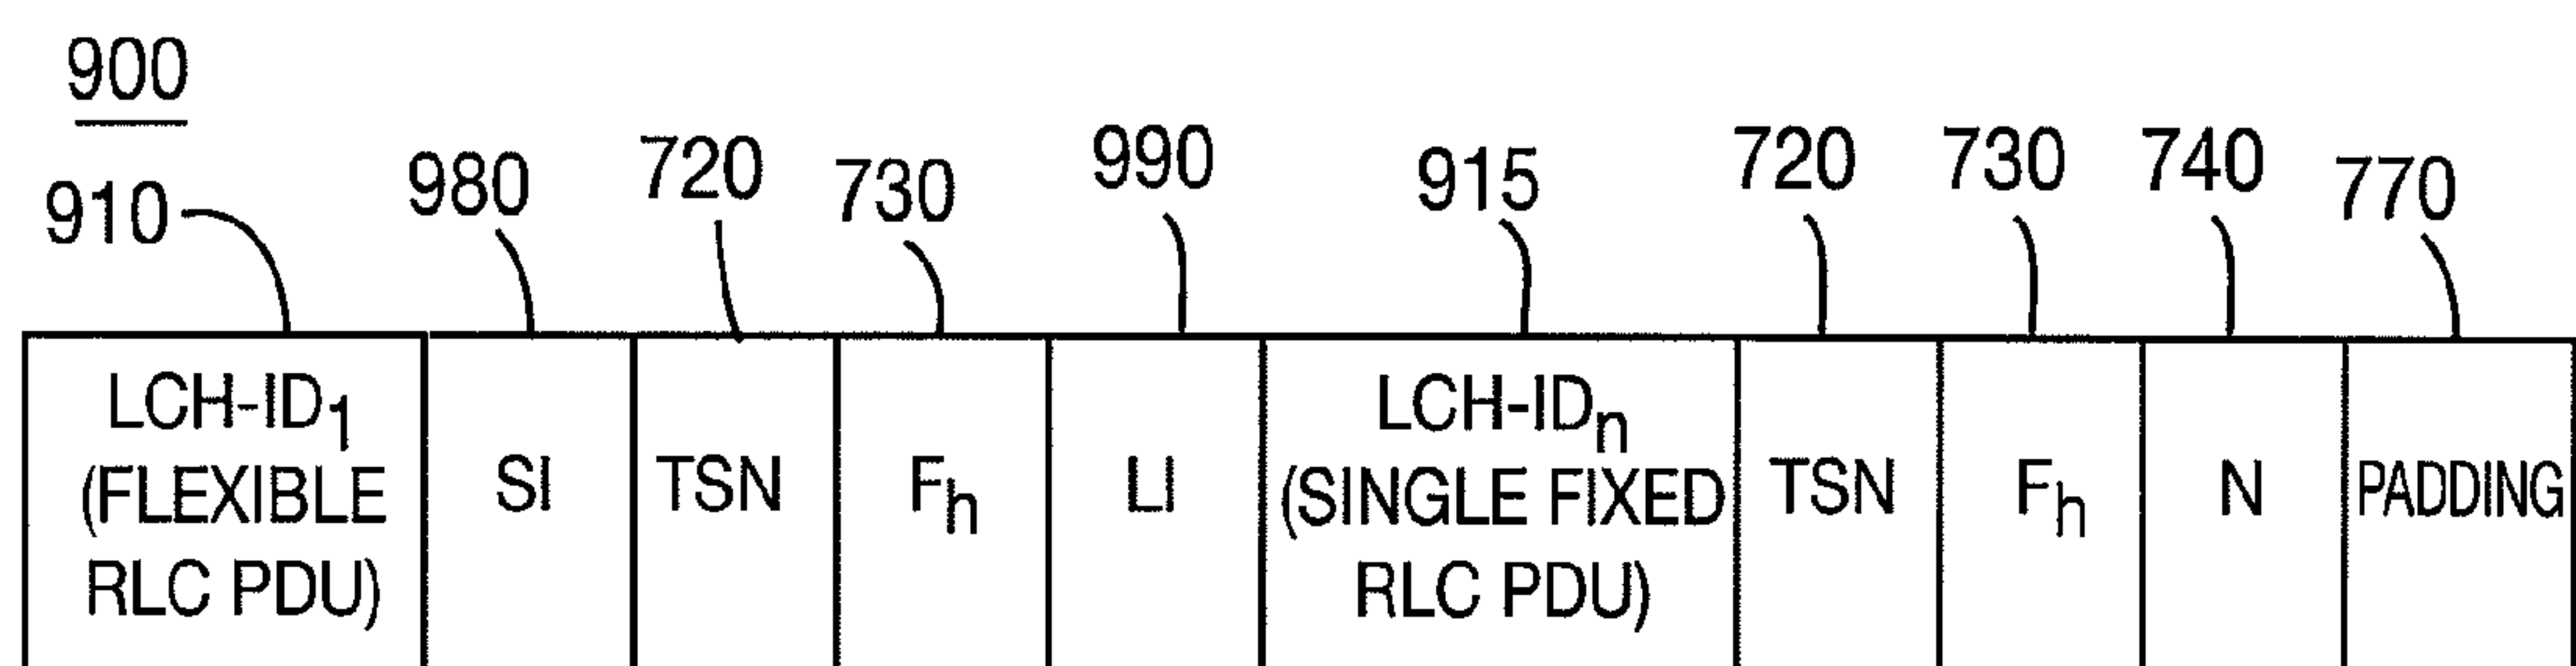 900
910 980 720 730 990 915 720 730 740 770
LCH-ID1
(FLEXIBLE
RLC PDU)
SI
TSN
Fh
LI
LCH-IDn
(SINGLE FIXED
RLC PDU)
TSN
Fh
N
PADDING